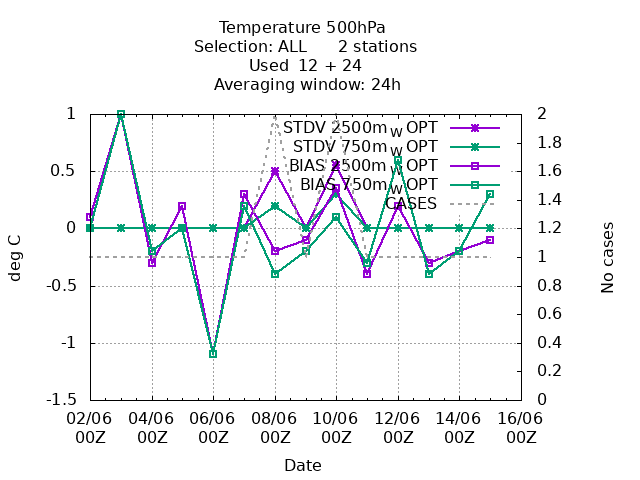 Temperature 500hPa
Selection: ALL 2 stations
Used 12 + 24
Averaging window: 24h
STDV 2500m_W OPT
STDV 750m_W OPT
BIAS 2500m_W OPT
BIAS 750m_W OPT
CASES
1
0.5
0
-0.5
-1
-1.5
deg C
2
1.8
1.6
1.4
1.2
1
0.8
0.6
0.4
0.2
0
No cases
02/06 04/06 06/06 08/06 10/06 12/06 14/06 16/06
00Z 00Z 00Z 00Z 00Z 00Z 00Z 00Z
Date